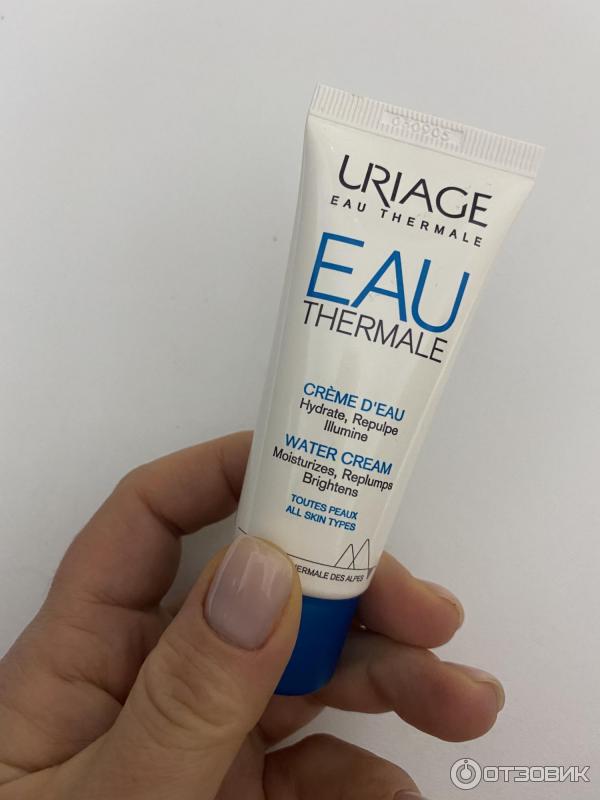 URIAGE
EAU THERMALE
EAU
THERMALE
CRÈME D'EAU
Hydrate, Repulpe
Illumine
WATER CREAM
Moisturizes, Replumps
Brightens
TOUTES PEAUX
ALL SKIN TYPES
THERMALE DES ALPES
ОТЗОВИК